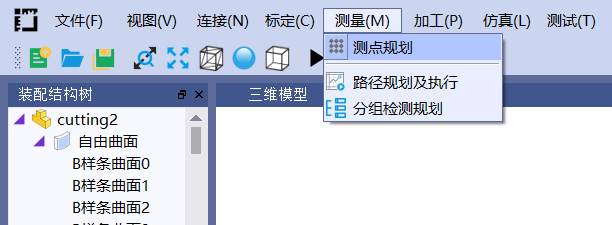 文件(F) 视图(V) 连接(N) 标定(C) 测量(M) 加工(P) 仿真(L) 测试(T)
测点规划
路径规划及执行
分组检测规划
装配结构树
三维模型
cutting2
自由曲面
B样条曲面0
B样条曲面1
B样条曲面2